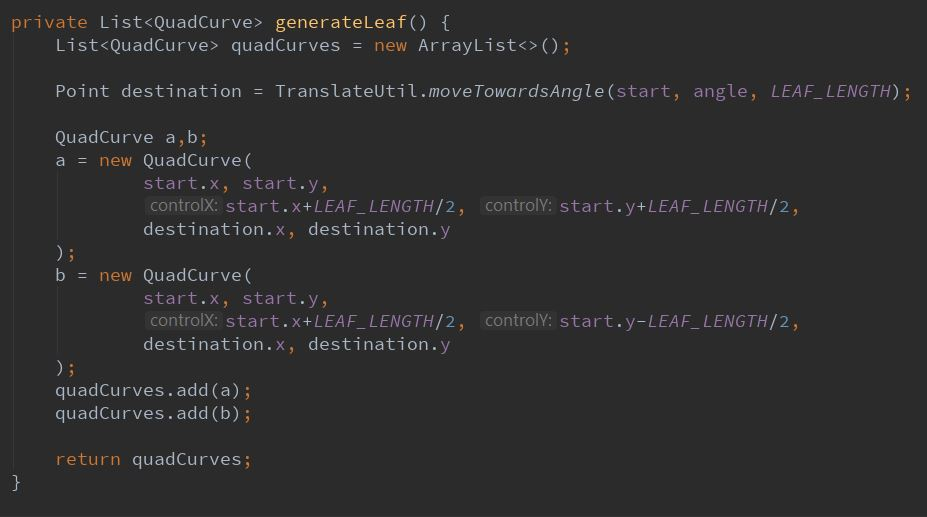 private List<QuadCurve> generateLeaf() {
    List<QuadCurve> quadCurves = new ArrayList<>();

    Point destination = TranslateUtil.moveTowardsAngle(start, angle, LEAF_LENGTH);

    QuadCurve a,b;
    a = new QuadCurve(
            start.x, start.y,
            controlX: start.x+LEAF_LENGTH/2, controlY: start.y+LEAF_LENGTH/2,
            destination.x, destination.y
    );
    b = new QuadCurve(
            start.x, start.y,
            controlX: start.x+LEAF_LENGTH/2, controlY: start.y-LEAF_LENGTH/2,
            destination.x, destination.y
    );
    quadCurves.add(a);
    quadCurves.add(b);

    return quadCurves;
}